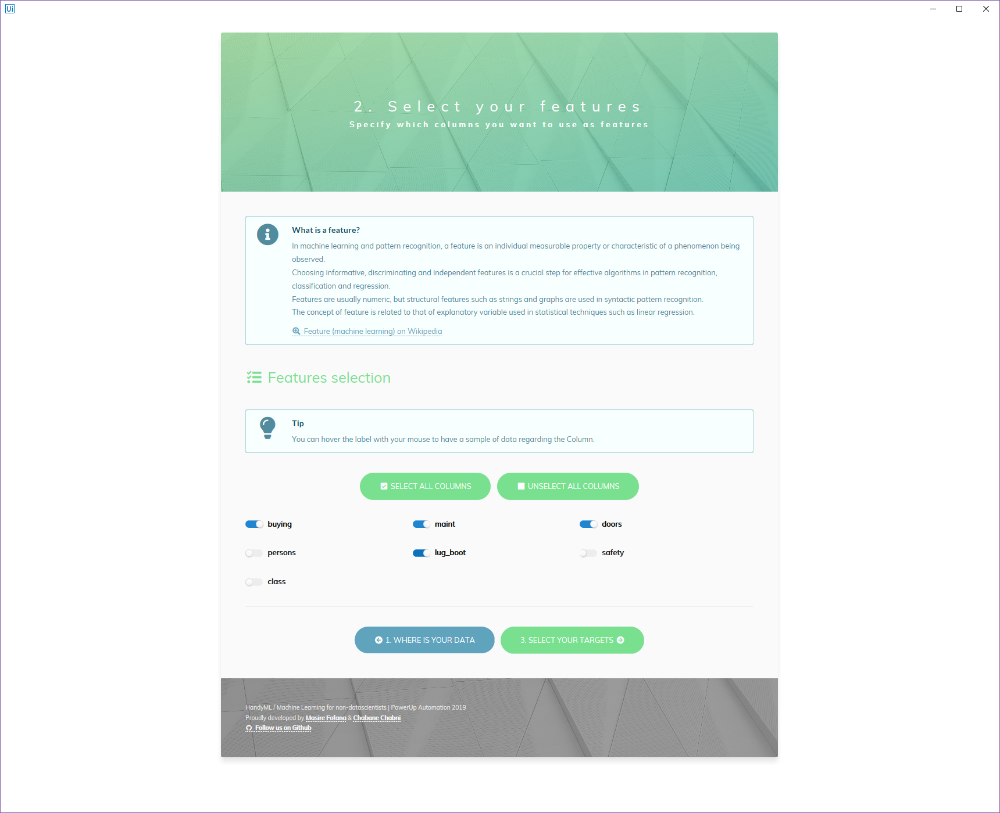 Ui
2. Select your features
Specify which columns you want to use as features
What is a feature?
In machine learning and pattern recognition, a feature is an individual measurable property or characteristic of a phenomenon being
observed.
Choosing informative, discriminating and independent features is a crucial step for effective algorithms in pattern recognition,
classification and regression.
Features are usually numeric, but structural features such as strings and graphs are used in syntactic pattern recognition.
The concept of feature is related to that of explanatory variable used in statistical techniques such as linear regression.
Feature (machine learning) on Wikipedia
Features selection
Tip
You can hover the label with your mouse to have a sample of data regarding the Column.
SELECT ALL COLUMNS UNSELECT ALL COLUMNS
buying maint doors
persons lug_boot safety
class
1. WHERE IS YOUR DATA 3. SELECT YOUR TARGETS
HandyML / Machine Learning for non-datascientists | PowerUp Automation 2019
Proudly developed by Masire Fofana & Chabane Chabni
Follow us on Github